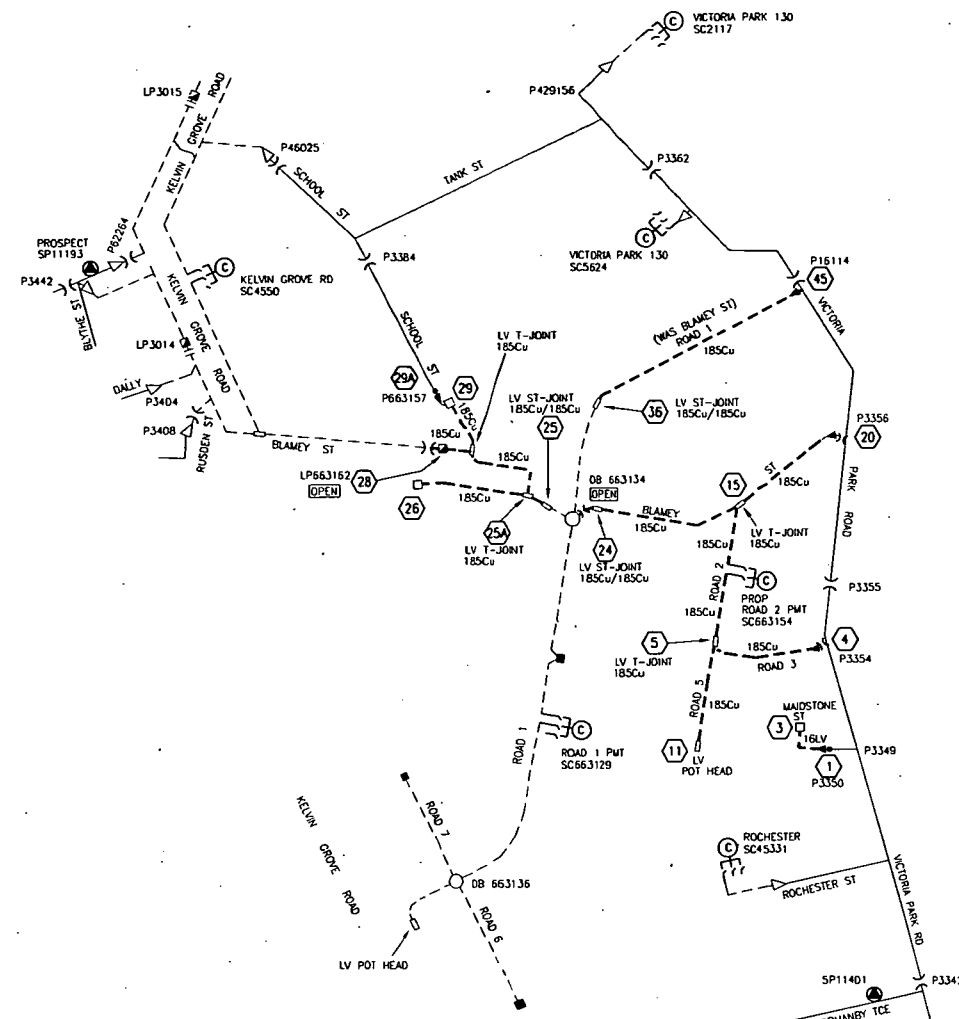 VICTORIA PARK 130
SC2117
C
LP3015
P429156
KELVIN GROVE ROAD
P46025
SCHOOL ST
TANK ST
P3362
PROSPECT
SP11193
P62264
P3442
BLYTHE ST
C
KELVIN GROVE RD
SC4550
P3384
C
VICTORIA PARK 130
SC5624
P16114
45
VICTORIA
KELVIN GROVE ROAD
SCHOOL ST
(WAS BLAMEY ST)
ROAD 1
185Cu
LV T-JOINT
185Cu
LP3014
29A
P663157
29
185Cu
LV ST-JOINT
185Cu/185Cu
25
36
LV ST-JOINT
185Cu/185Cu
DALLY
P3404
P3408
RUSDEN ST
BLAMEY ST
185Cu
185Cu
P3356
20
LP663162
OPEN
28
26
185Cu
DB 663134
OPEN
15
ST
185Cu
PARK ROAD
BLAMEY
185Cu
25A
LV T-JOINT
185Cu
24
LV ST-JOINT
185Cu/185Cu
185Cu
LV T-JOINT
185Cu
ROAD 2
C
PROP
ROAD 2 PMT
SC663154
P3355
185Cu
5
LV T-JOINT
185Cu
185Cu
ROAD 3
4
P3354
ROAD 5
185Cu
MAIDSTONE
ST
3
16LV
P3349
1
P3350
11
LV
POT HEAD
ROAD 1
C
ROAD 1 PMT
SC663129
KELVIN GROVE ROAD
ROAD 7
C
ROCHESTER
SC45331
ROCHESTER ST
VICTORIA PARK RD
DB 663136
ROAD 6
LV POT HEAD
SP114D1
P3343
RMANBY TCE